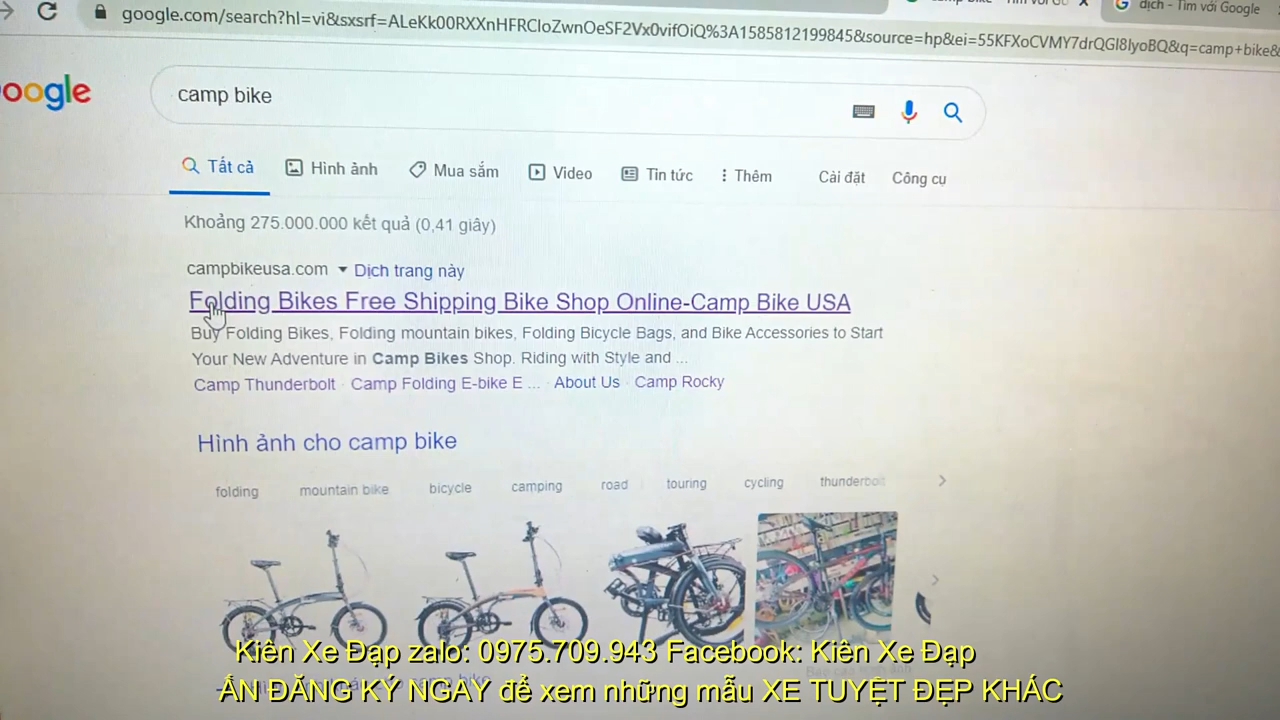 dịch - Tìm với Google
google.com/search?hl=vi&sxsrf=ALeKk00RXXnHFRCIoZwnOeSF2Vx0vifOiQ%3A1585812199845&source=hp&ei=55KFXoCVMY7drQGI8IyoBQ&q=camp+bike&
oogle
camp bike
Tất cả Hình ảnh Mua sắm Video Tin tức Thêm Cài đặt Công cụ
Khoảng 275.000.000 kết quả (0,41 giây)
campbikeusa.com Dịch trang này
Folding Bikes Free Shipping Bike Shop Online-Camp Bike USA
Buy Folding Bikes, Folding mountain bikes, Folding Bicycle Bags, and Bike Accessories to Start
Your New Adventure in Camp Bikes Shop. Riding with Style and ...
Camp Thunderbolt · Camp Folding E-bike E ... · About Us · Camp Rocky
Hình ảnh cho camp bike
folding mountain bike bicycle camping road touring cycling thunderbolt
Kiên Xe Đạp zalo: 0975.709.943 Facebook: Kiên Xe Đạp
ẤN ĐĂNG KÝ NGAY để xem những mẫu XE TUYỆT ĐẸP KHÁC